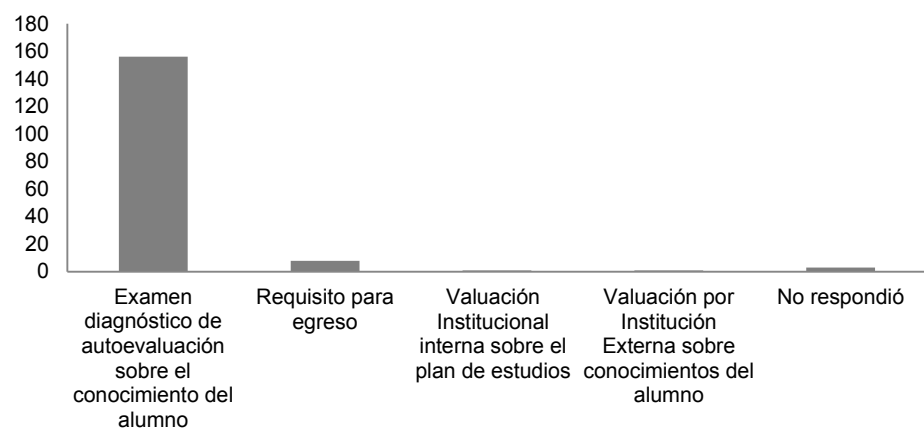 180
160
140
120
100
80
60
40
20
0
Examen
diagnóstico de
autoevaluación
sobre el
conocimiento del
alumno
Requisito para
egreso
Valuación
Institucional
interna sobre el
plan de estudios
Valuación por
Institución
Externa sobre
conocimientos del
alumno
No respondió